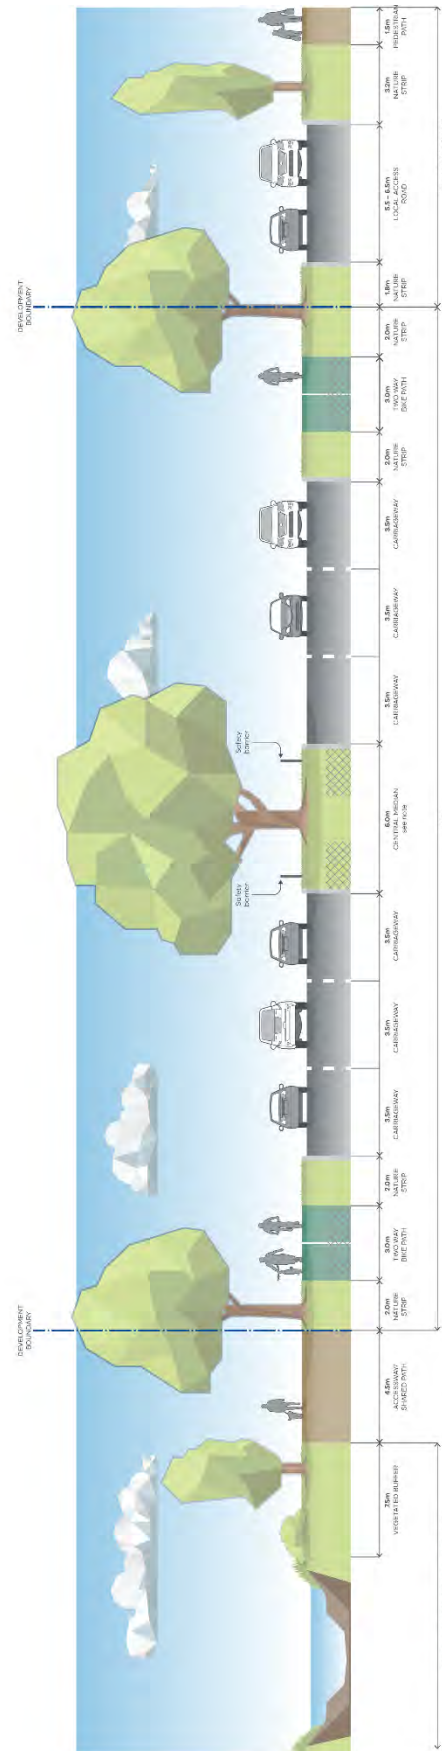 DEVELOPMENT
BOUNDARY
DEVELOPMENT
BOUNDARY
Safety
barrier
Safety
barrier
25m
VEGETATED BUFFER
4.5m
ACCESSWAY/
SHARED PATH
2.0m
NATURE
STRIP
3.0m
TWO WAY
BIKE PATH
2.0m
NATURE
STRIP
3.5m
CARRIAGEWAY
3.5m
CARRIAGEWAY
3.5m
CARRIAGEWAY
6.0m
CENTRAL MEDIAN
see note
3.5m
CARRIAGEWAY
3.5m
CARRIAGEWAY
3.5m
CARRIAGEWAY
2.0m
NATURE
STRIP
3.0m
TWO WAY
BIKE PATH
2.0m
NATURE
STRIP
1.8m
NATURE
STRIP
5.5 - 6.5m
LOCAL ACCESS
ROAD
3.2m
NATURE
STRIP
1.5m
PEDESTRIAN
PATH